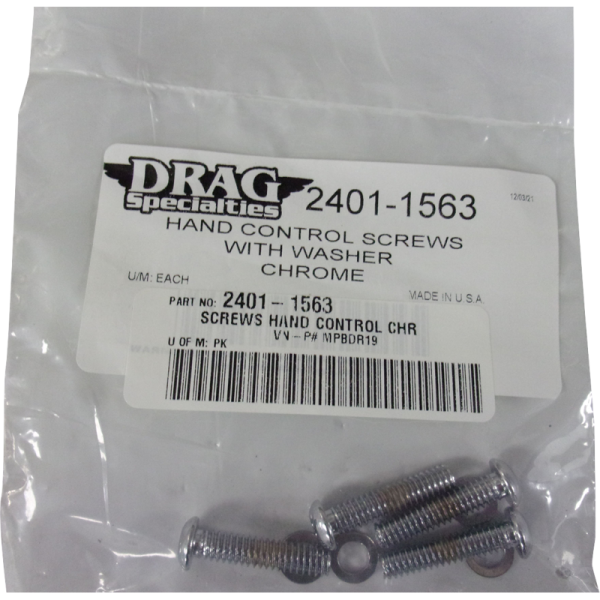 DRAG
Specialties
2401-1563
12/03/21
HAND CONTROL SCREWS
WITH WASHER
CHROME
U/M: EACH
MADE IN U.S.A.
PART NO: 2401-1563
SCREWS HAND CONTROL CHR
VN-P# MPBDR19
U OF M: PK